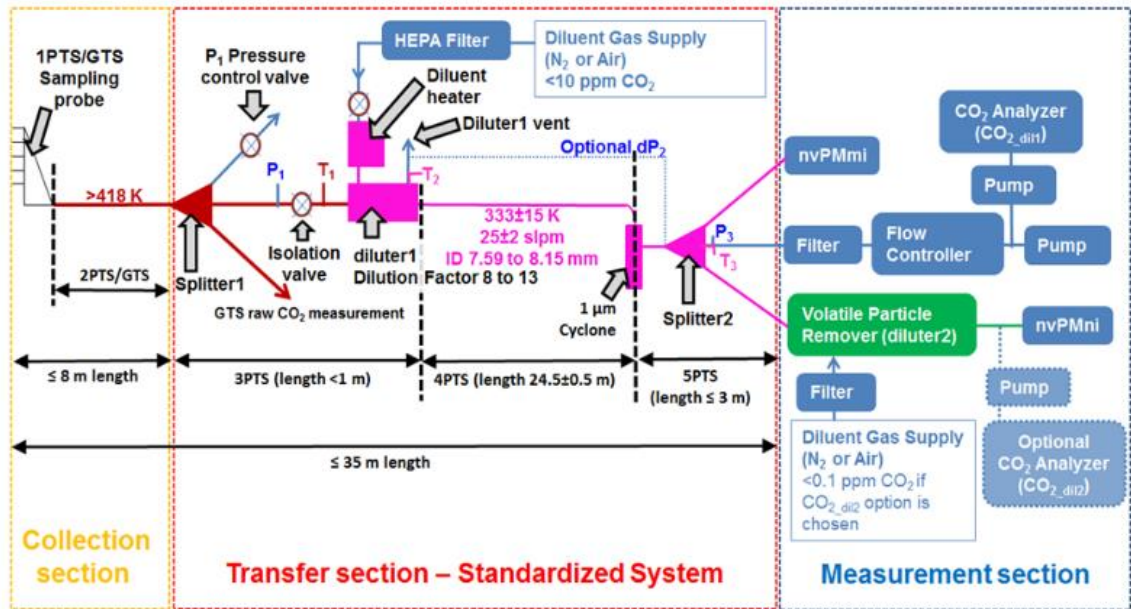 1PTS/GTS
Sampling
probe
>418 K
2PTS/GTS
≤ 8 m length
Collection
section
P₁ Pressure
control valve
HEPA Filter
Diluent Gas Supply
(N₂ or Air)
<10 ppm CO₂
Diluent
heater
Diluter1 vent
Optional dP₂
P₁
T₁
T₂
Isolation
valve
diluter1
Dilution Factor 8 to 13
333±15 K
25±2 slpm
ID 7.59 to 8.15 mm
Splitter1
GTS raw CO₂ measurement
1 µm
Cyclone
Splitter2
P₃
T₃
3PTS (length <1 m)
4PTS (length 24.5±0.5 m)
5PTS
(length ≤ 3 m)
≤ 35 m length
Transfer section – Standardized System
nvPMmi
CO₂ Analyzer
(CO₂_dil1)
Pump
Filter
Flow
Controller
Pump
Volatile Particle
Remover (diluter2)
nvPMni
Filter
Pump
Diluent Gas Supply
(N₂ or Air)
<0.1 ppm CO₂ if
CO₂_dil2 option is
chosen
Optional
CO₂ Analyzer
(CO₂_dil2)
Measurement section